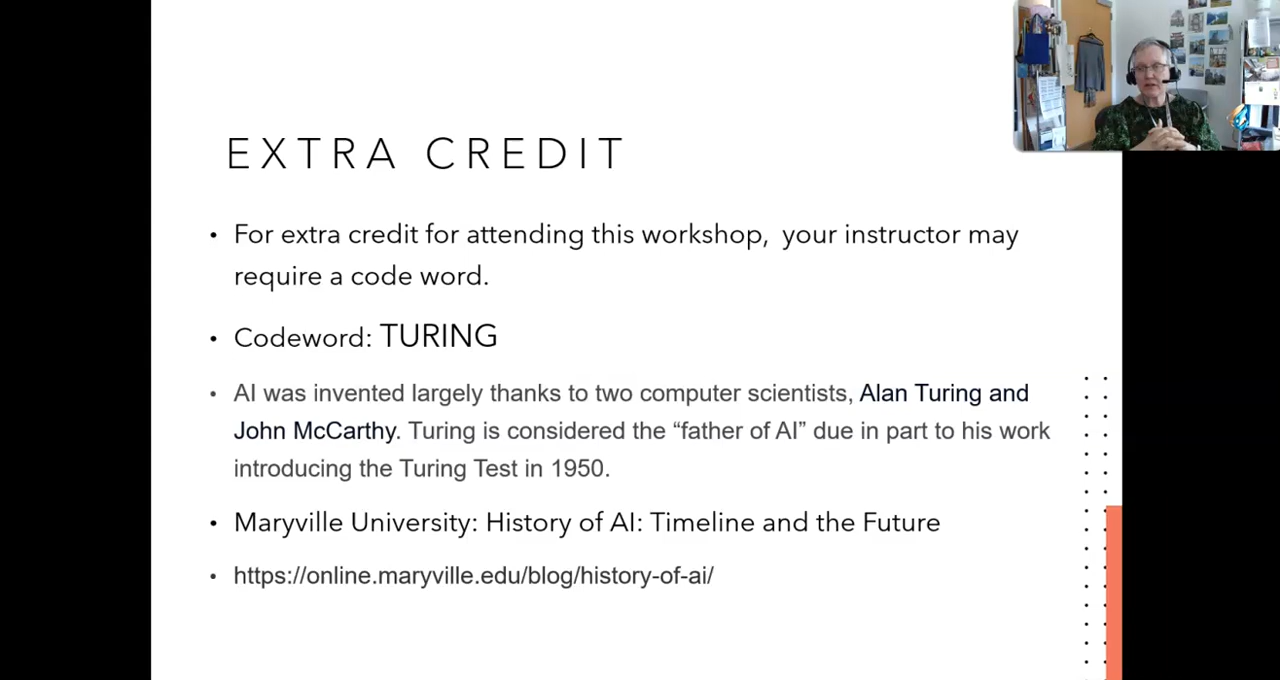 EXTRA CREDIT
• For extra credit for attending this workshop, your instructor may
require a code word.
• Codeword: TURING
• AI was invented largely thanks to two computer scientists, Alan Turing and
John McCarthy. Turing is considered the “father of AI” due in part to his work
introducing the Turing Test in 1950.
• Maryville University: History of AI: Timeline and the Future
• https://online.maryville.edu/blog/history-of-ai/